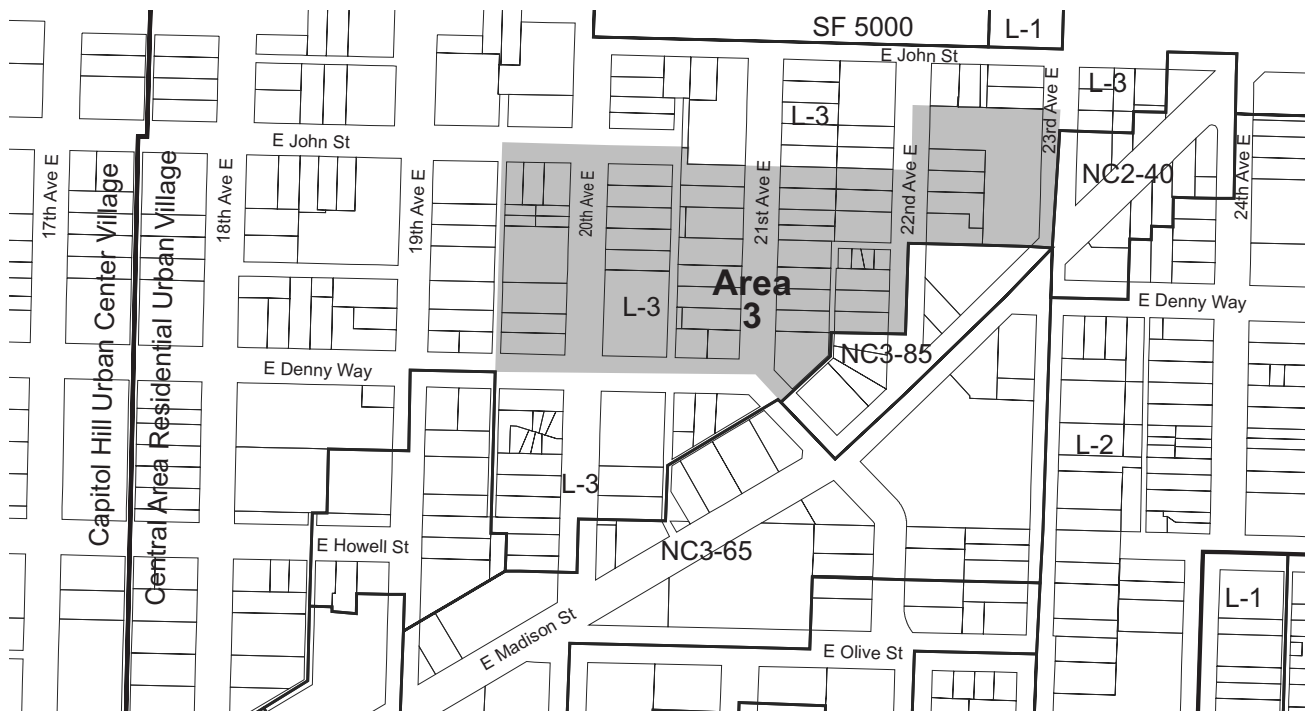 SF 5000
L-1
E John St
L-3
23rd Ave E
L-3
E John St
NC2-40
17th Ave E
Capitol Hill Urban Center Village
Central Area Residential Urban Village
18th Ave E
19th Ave E
20th Ave E
21st Ave E
22nd Ave E
24th Ave E
Area
3
L-3
E Denny Way
NC3-85
E Denny Way
L-2
L-3
E Howell St
NC3-65
L-1
E Madison St
E Olive St